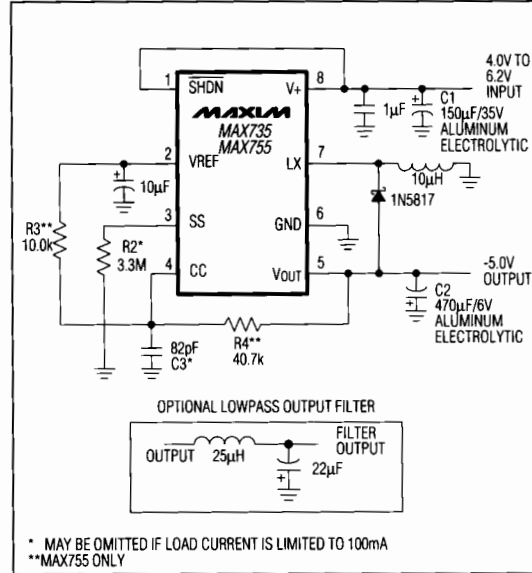 1
SHDN
V+
8
4.0V TO
6.2V
INPUT
MAXIM
MAX735
MAX755
1µF
+
C1
150µF/35V
ALUMINUM
ELECTROLYTIC
2
VREF
LX
7
+
10µF
10µH
1N5817
R3**
10.0k
3
SS
GND
6
R2*
3.3M
4
CC
VOUT
5
-5.0V
OUTPUT
C2
470µF/6V
ALUMINUM
ELECTROLYTIC
+
82pF
C3*
R4**
40.7k
OPTIONAL LOWPASS OUTPUT FILTER
OUTPUT
25µH
FILTER
OUTPUT
+
22µF
* MAY BE OMITTED IF LOAD CURRENT IS LIMITED TO 100mA
**MAX755 ONLY